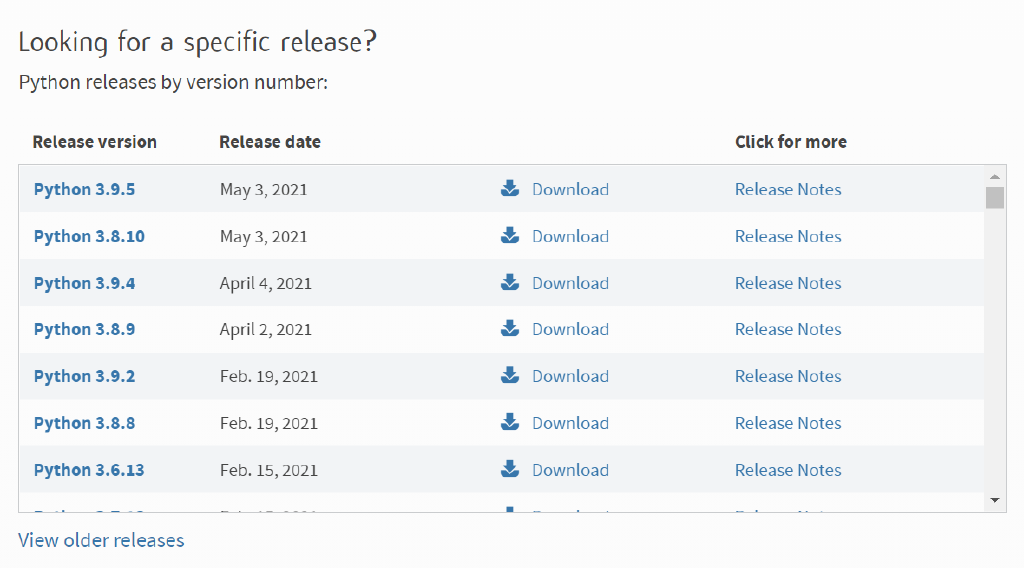 Looking for a specific release?
Python releases by version number:
Release version Release date Click for more
Python 3.9.5 May 3, 2021 Download Release Notes
Python 3.8.10 May 3, 2021 Download Release Notes
Python 3.9.4 April 4, 2021 Download Release Notes
Python 3.8.9 April 2, 2021 Download Release Notes
Python 3.9.2 Feb. 19, 2021 Download Release Notes
Python 3.8.8 Feb. 19, 2021 Download Release Notes
Python 3.6.13 Feb. 15, 2021 Download Release Notes
View older releases